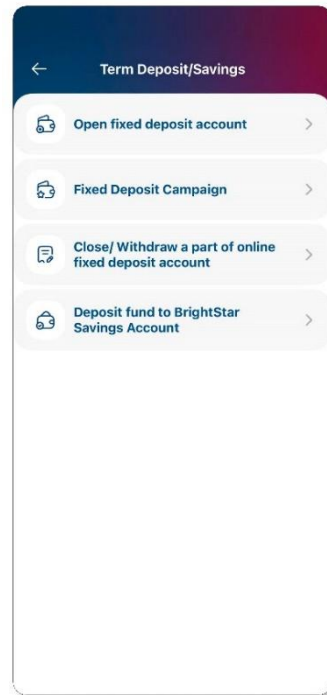 Term Deposit/Savings
Open fixed deposit account
Fixed Deposit Campaign
Close/ Withdraw a part of online
fixed deposit account
Deposit fund to BrightStar
Savings Account